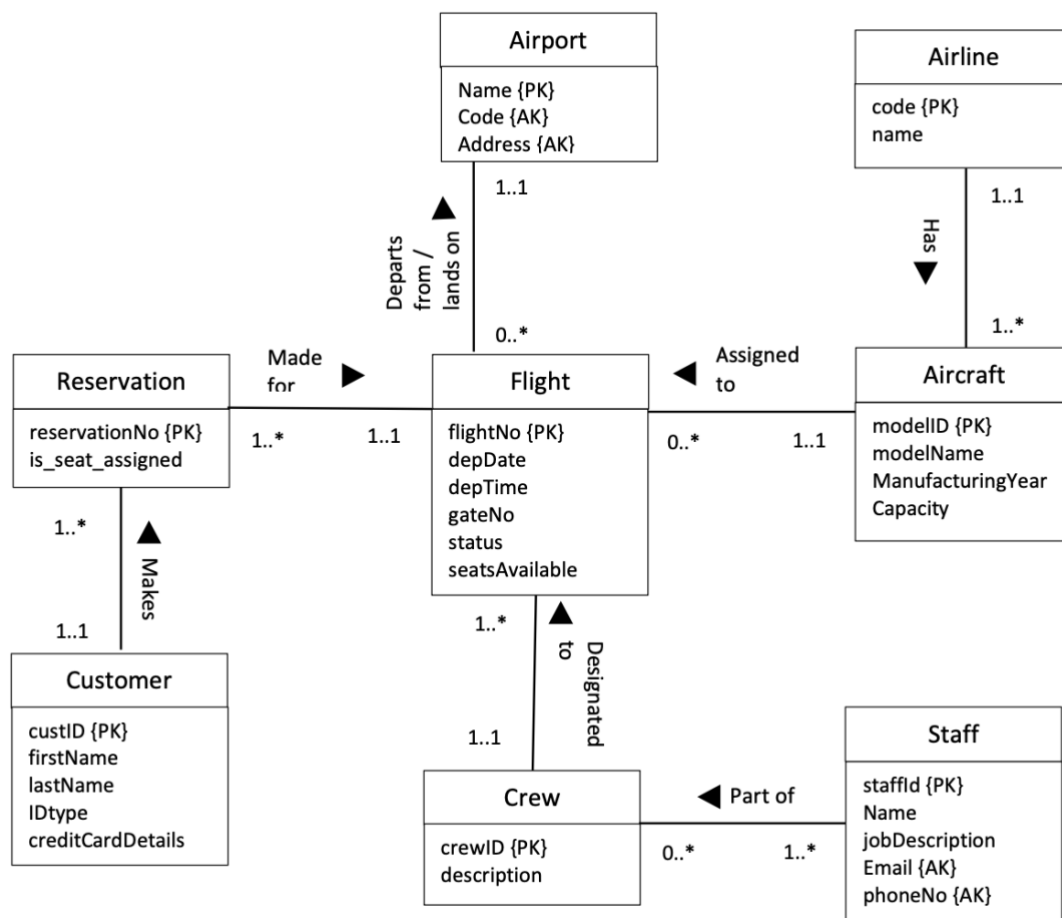 Airport
Name {PK}
Code {AK}
Address {AK}
Airline
code {PK}
name
1..1
1..1
Departs
from /
lands on
Has
0..*
1..*
Reservation
reservationNo {PK}
is_seat_assigned
Made
for
1..*
1..1
Flight
flightNo {PK}
depDate
depTime
gateNo
status
seatsAvailable
Assigned
to
0..*
1..1
Aircraft
modelID {PK}
modelName
ManufacturingYear
Capacity
1..*
Makes
1..1
1..*
Designated
to
1..1
Customer
custID {PK}
firstName
lastName
IDtype
creditCardDetails
Crew
crewID {PK}
description
Part of
0..*
1..*
Staff
staffId {PK}
Name
jobDescription
Email {AK}
phoneNo {AK}